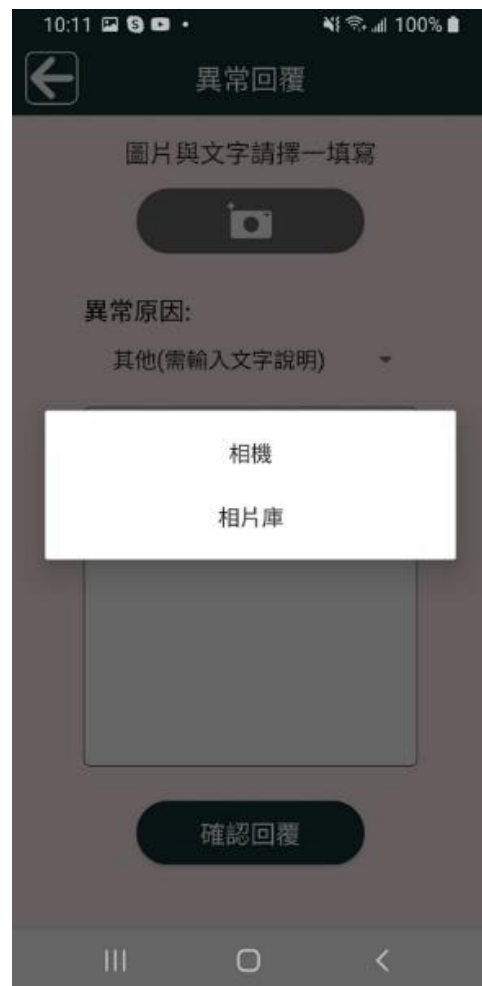 10:11
100%
異常回覆
圖片與文字請擇一填寫
異常原因:
其他(需輸入文字說明)
相機
相片庫
確認回覆